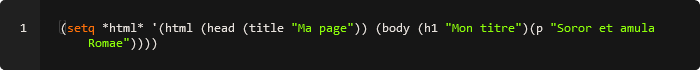 1 (setq *html* '(html (head (title "Ma page")) (body (h1 "Mon titre")(p "Soror et amula
Romae"))))